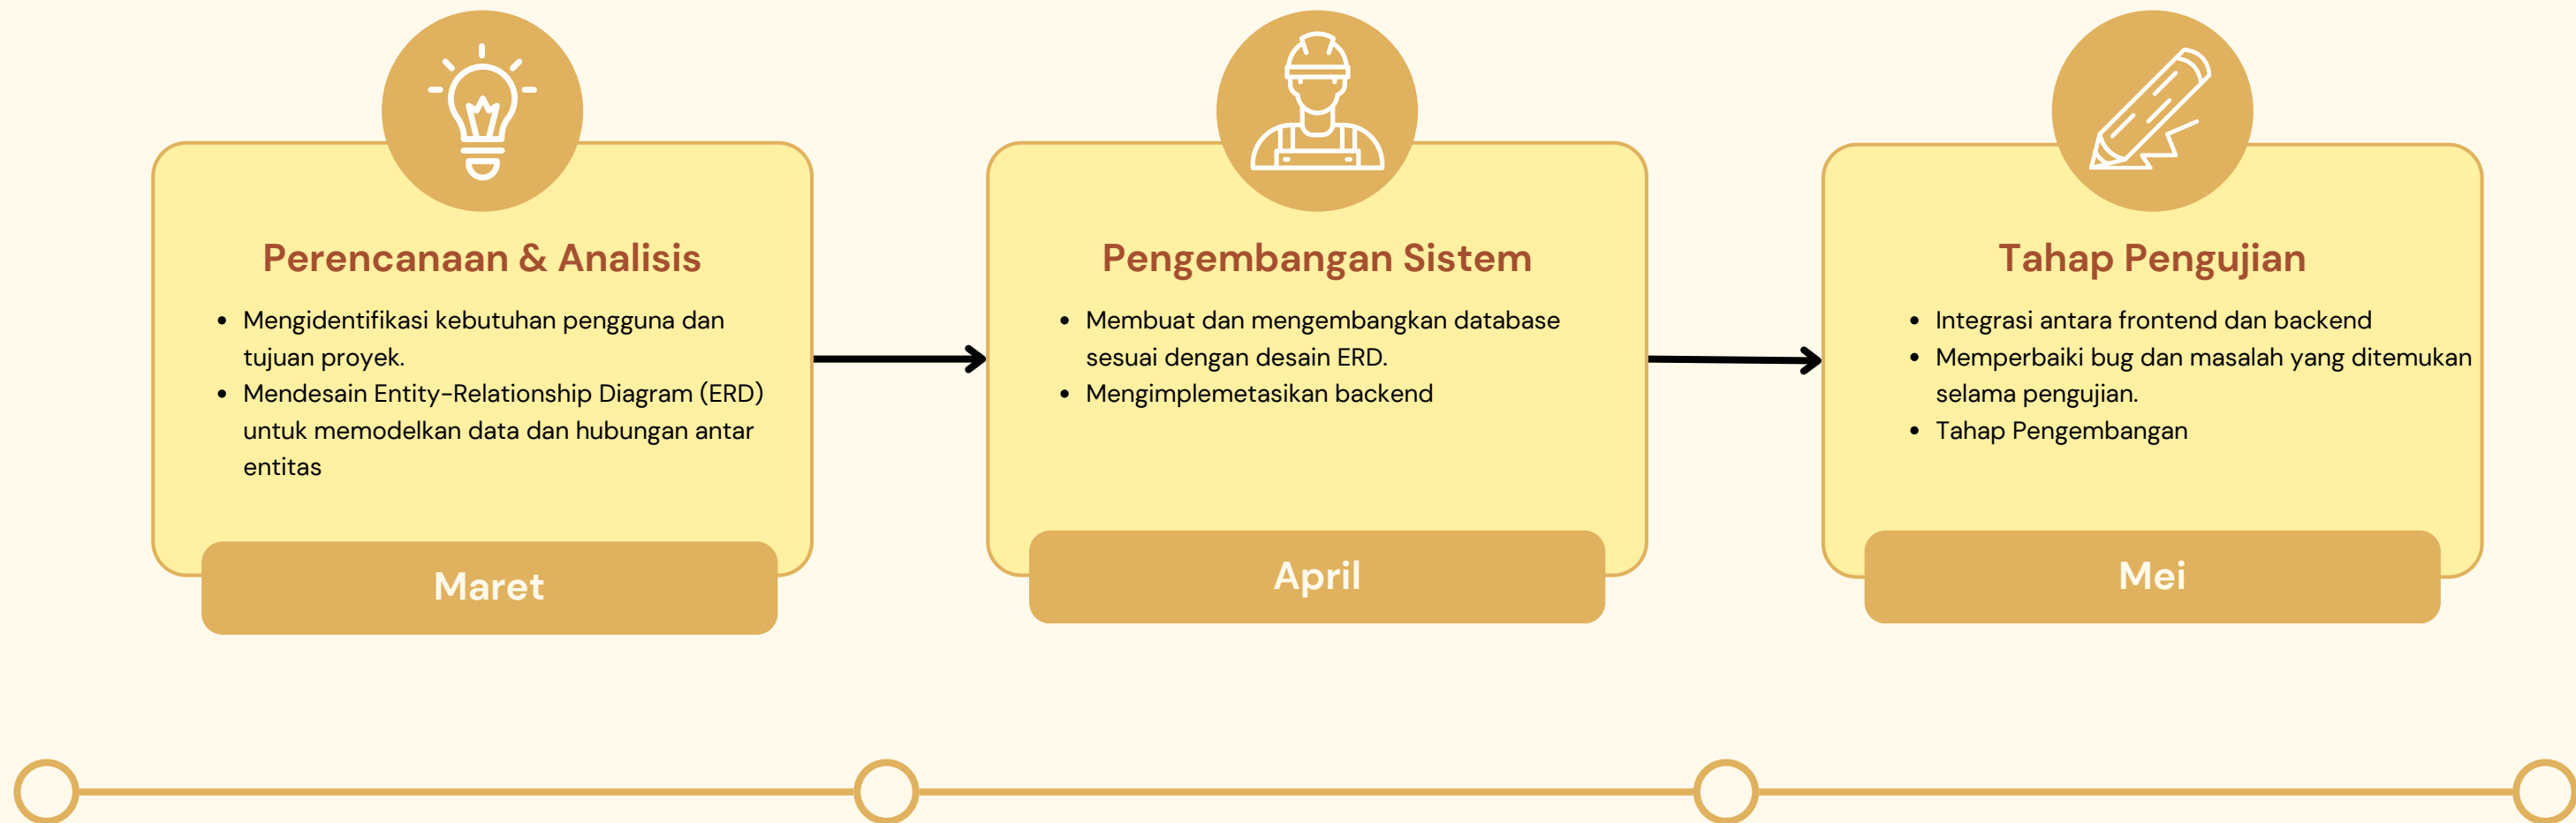 Perencanaan & Analisis
• Mengidentifikasi kebutuhan pengguna dan
tujuan proyek.
• Mendesain Entity-Relationship Diagram (ERD)
untuk memodelkan data dan hubungan antar
entitas
Maret
Pengembangan Sistem
• Membuat dan mengembangkan database
sesuai dengan desain ERD.
• Mengimplemetasikan backend
April
Tahap Pengujian
• Integrasi antara frontend dan backend
• Memperbaiki bug dan masalah yang ditemukan
selama pengujian.
• Tahap Pengembangan
Mei